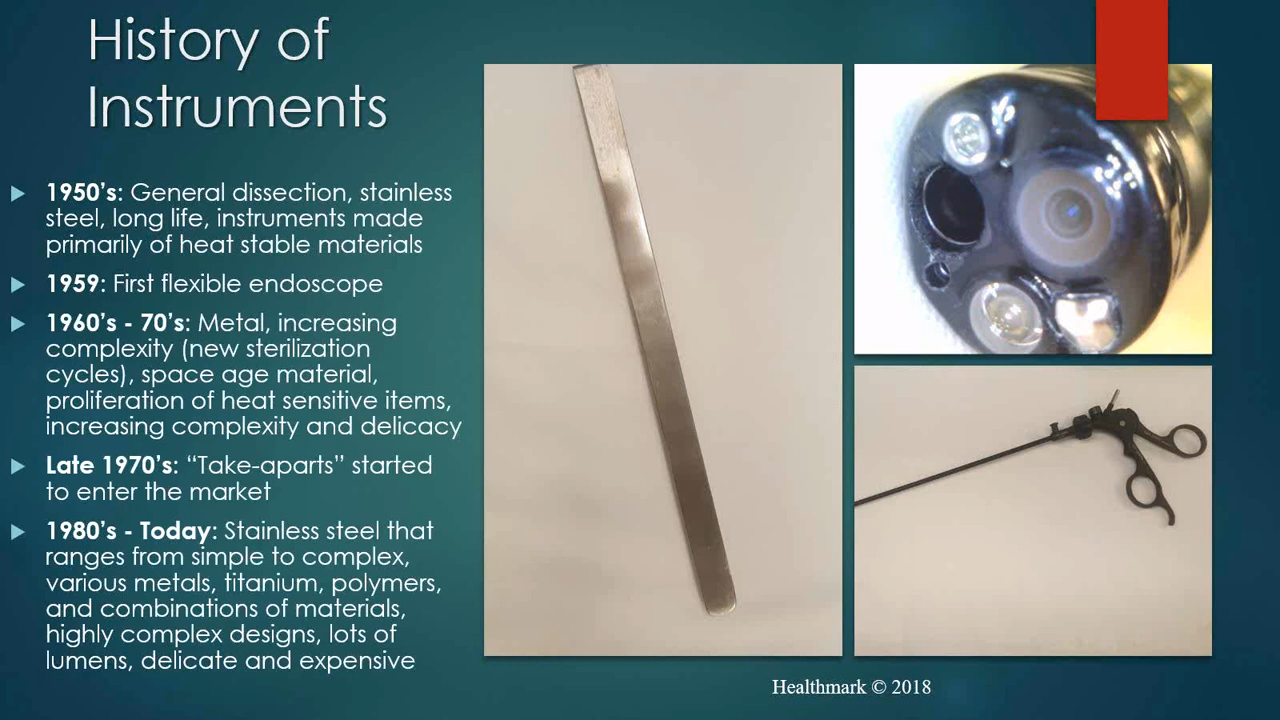 History of
Instruments
1950's: General dissection, stainless
steel, long life, instruments made
primarily of heat stable materials
1959: First flexible endoscope
1960's - 70's: Metal, increasing
complexity (new sterilization
cycles), space age material,
proliferation of heat sensitive items,
increasing complexity and delicacy
Late 1970's: “Take-aparts” started
to enter the market
1980's - Today: Stainless steel that
ranges from simple to complex,
various metals, titanium, polymers,
and combinations of materials,
highly complex designs, lots of
lumens, delicate and expensive
Healthmark © 2018